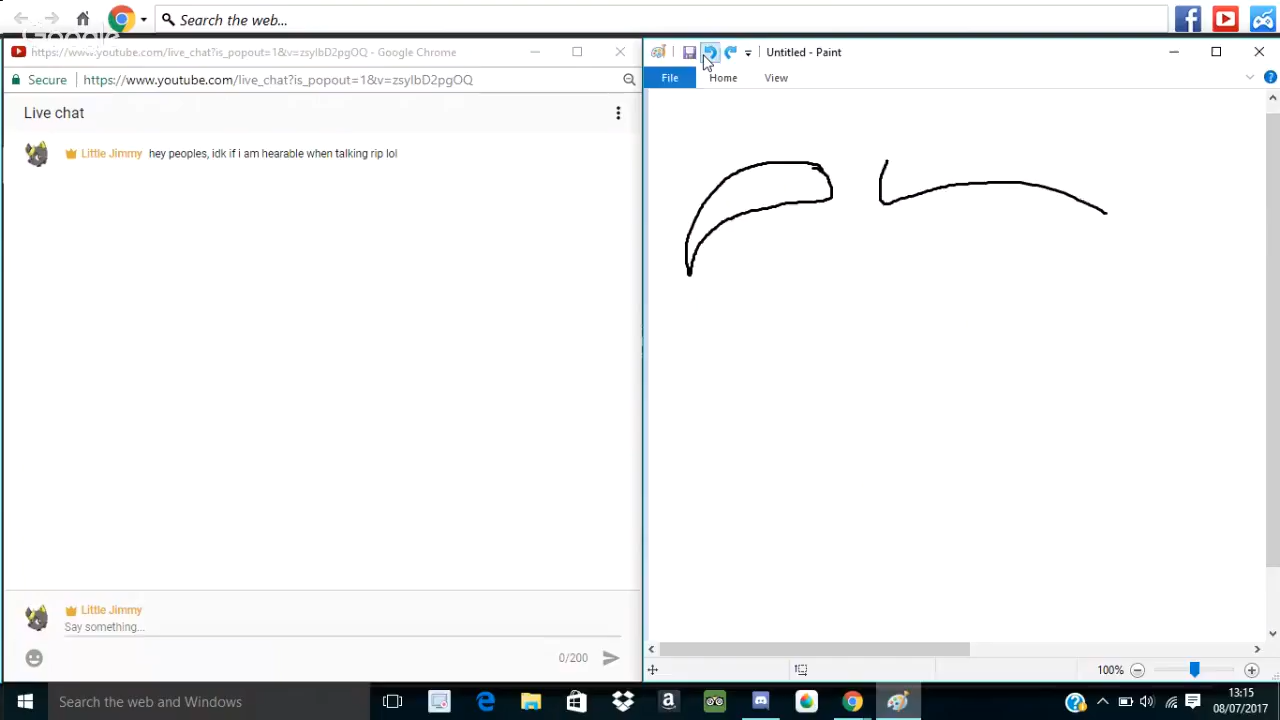 Search the web...
Google
https://www.youtube.com/live_chat?is_popout=1&v=zsylbD2pgOQ - Google Chrome
Untitled - Paint
Secure https://www.youtube.com/live_chat?is_popout=1&v=zsylbD2pgOQ
File Home View
Live chat
Little Jimmy hey peoples, idk if i am hearable when talking rip lol
Little Jimmy
Say something...
0/200
100%
Search the web and Windows
13:15
08/07/2017